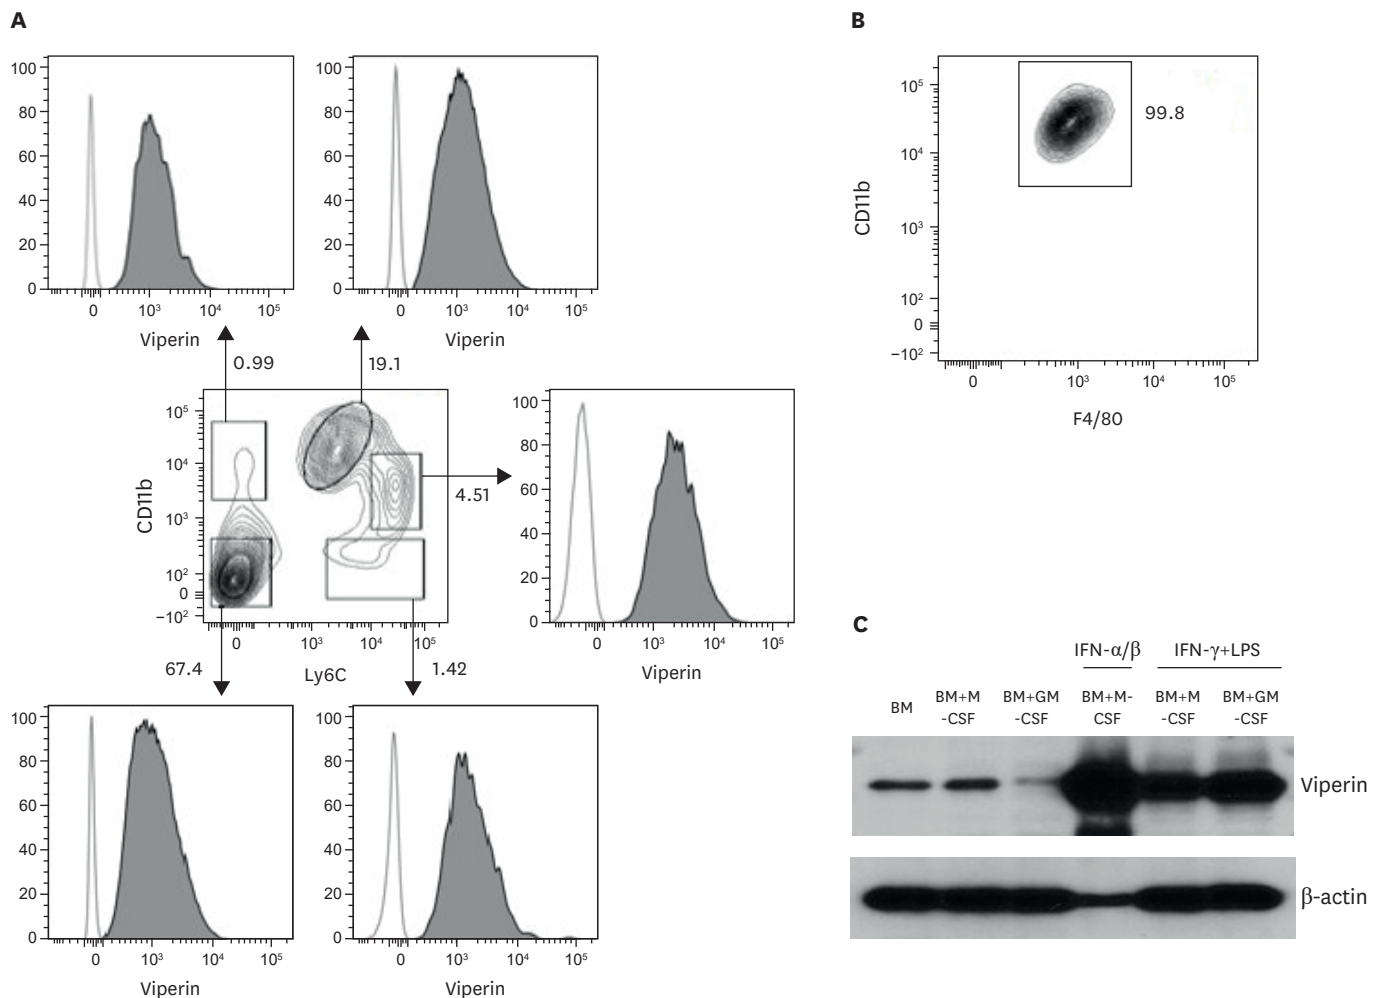 A
100
80
60
40
20
0
0 10³ 10⁴ 10⁵
Viperin
100
80
60
40
20
0
0 10³ 10⁴ 10⁵
Viperin
0.99
19.1
CD11b
10⁵
10⁴
10³
10²
0
−10²
0 10³ 10⁴ 10⁵
Ly6C
4.51
100
80
60
40
20
0
0 10³ 10⁴ 10⁵
Viperin
67.4
1.42
100
80
60
40
20
0
0 10³ 10⁴ 10⁵
Viperin
100
80
60
40
20
0
0 10³ 10⁴ 10⁵
Viperin
B
CD11b
10⁵
10⁴
10³
10²
0
−10²
99.8
0 10³ 10⁴ 10⁵
F4/80
C
IFN-α/β IFN-γ+LPS
BM BM+M BM+GM BM+M- BM+M BM+GM
-CSF -CSF CSF -CSF -CSF
Viperin
β-actin